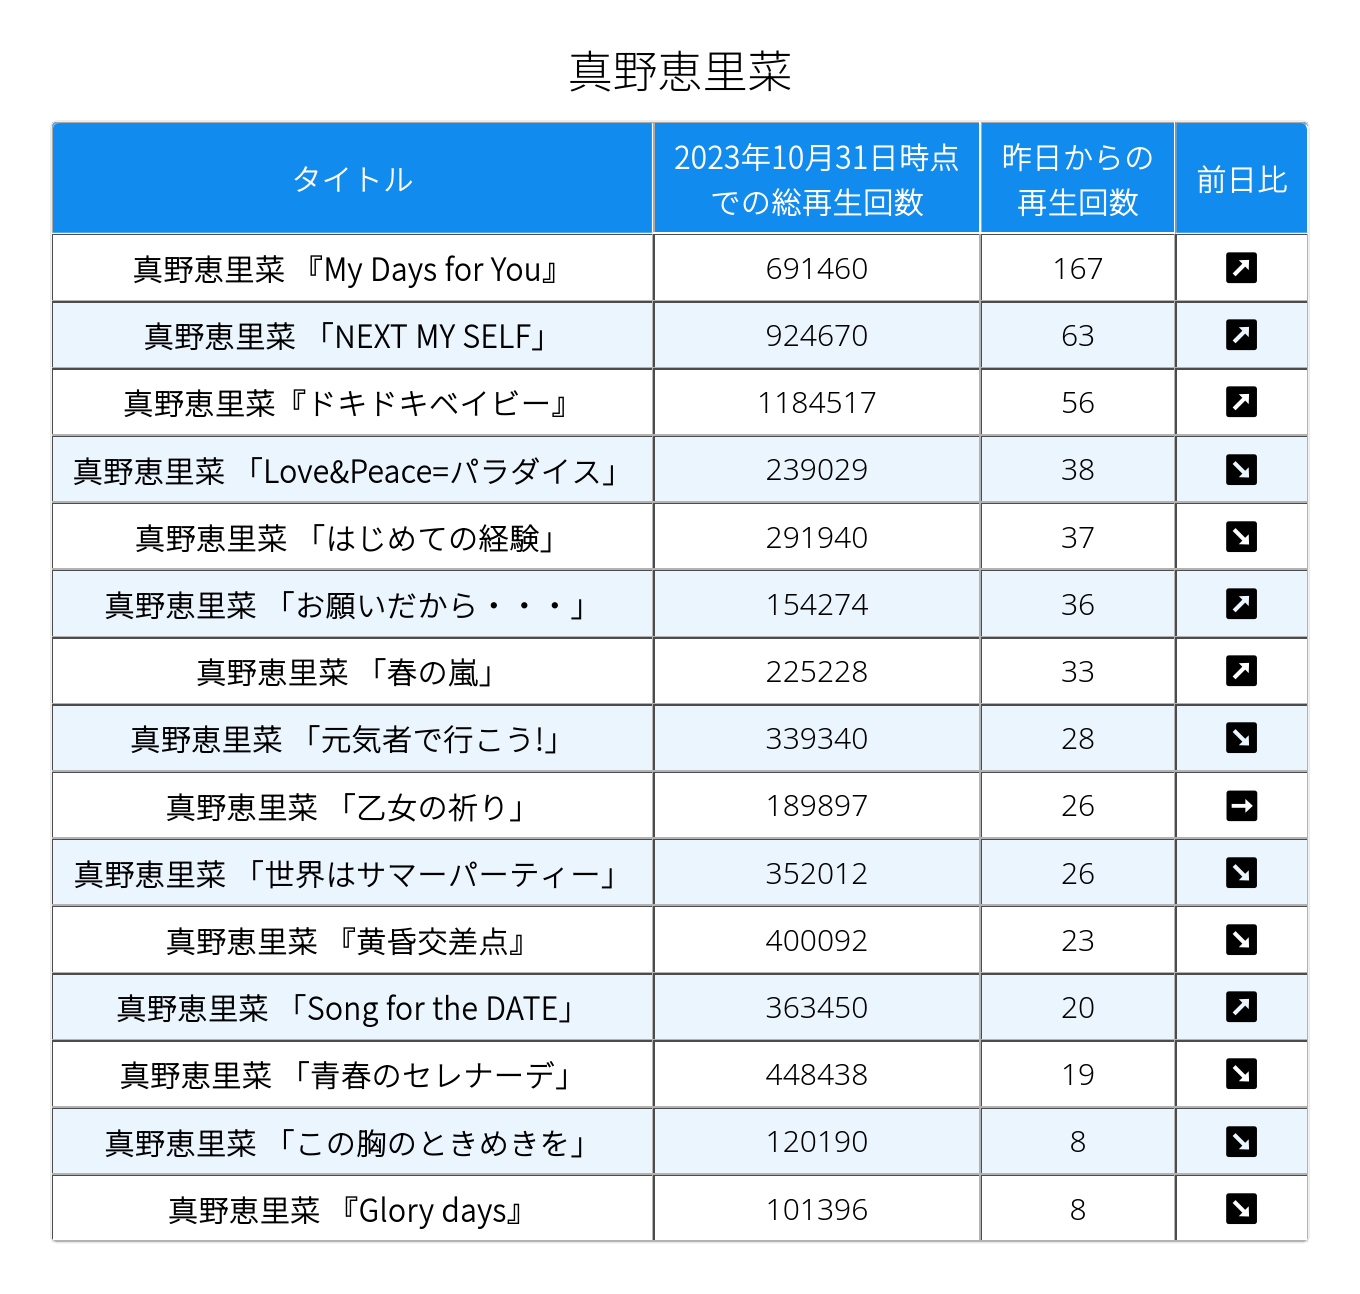 真野恵里菜
タイトル 2023年10月31日時点での総再生回数 昨日からの再生回数 前日比
真野恵里菜 『My Days for You』 691460 167 ↗
真野恵里菜 「NEXT MY SELF」 924670 63 ↗
真野恵里菜『ドキドキベイビー』 1184517 56 ↗
真野恵里菜 「Love&Peace=パラダイス」 239029 38 ↘
真野恵里菜 「はじめての経験」 291940 37 ↘
真野恵里菜 「お願いだから・・・」 154274 36 ↗
真野恵里菜 「春の嵐」 225228 33 ↗
真野恵里菜 「元気者で行こう!」 339340 28 ↘
真野恵里菜 「乙女の祈り」 189897 26 →
真野恵里菜 「世界はサマーパーティー」 352012 26 ↘
真野恵里菜 『黄昏交差点』 400092 23 ↘
真野恵里菜 「Song for the DATE」 363450 20 ↗
真野恵里菜 「青春のセレナーデ」 448438 19 ↘
真野恵里菜 「この胸のときめきを」 120190 8 ↘
真野恵里菜 『Glory days』 101396 8 ↘